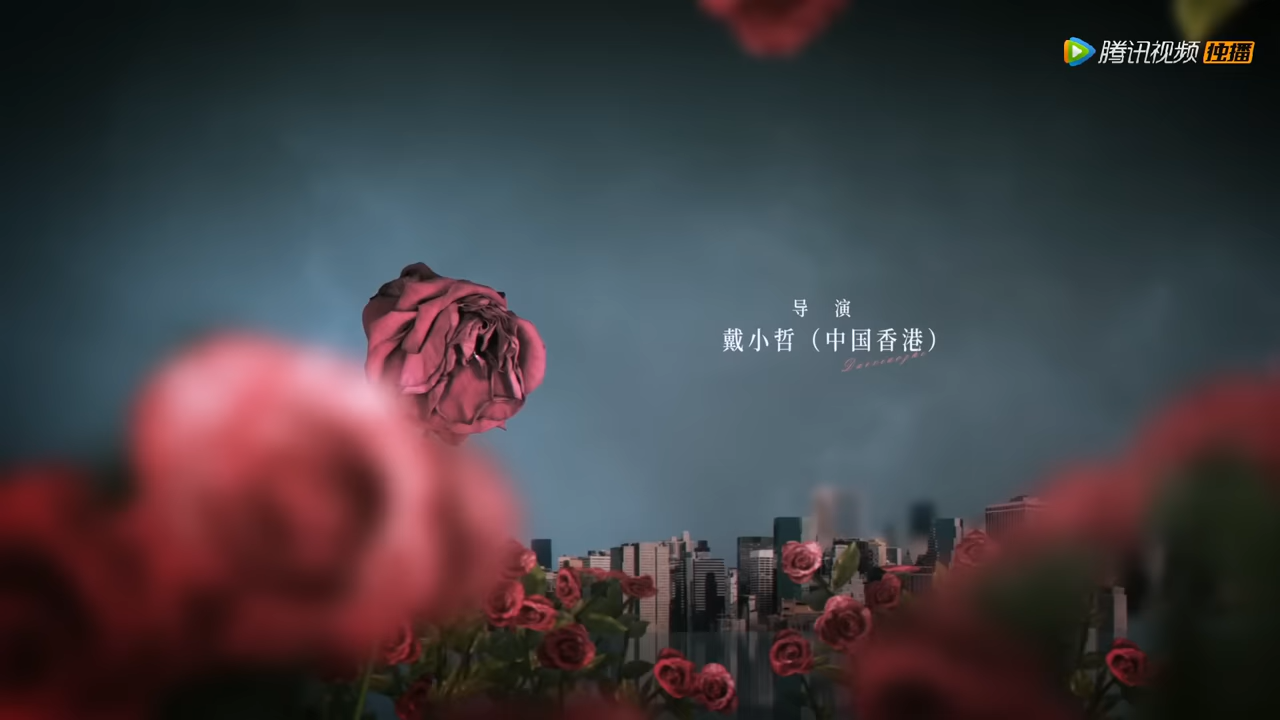 腾讯视频 独播
导 演
戴小哲（中国香港）